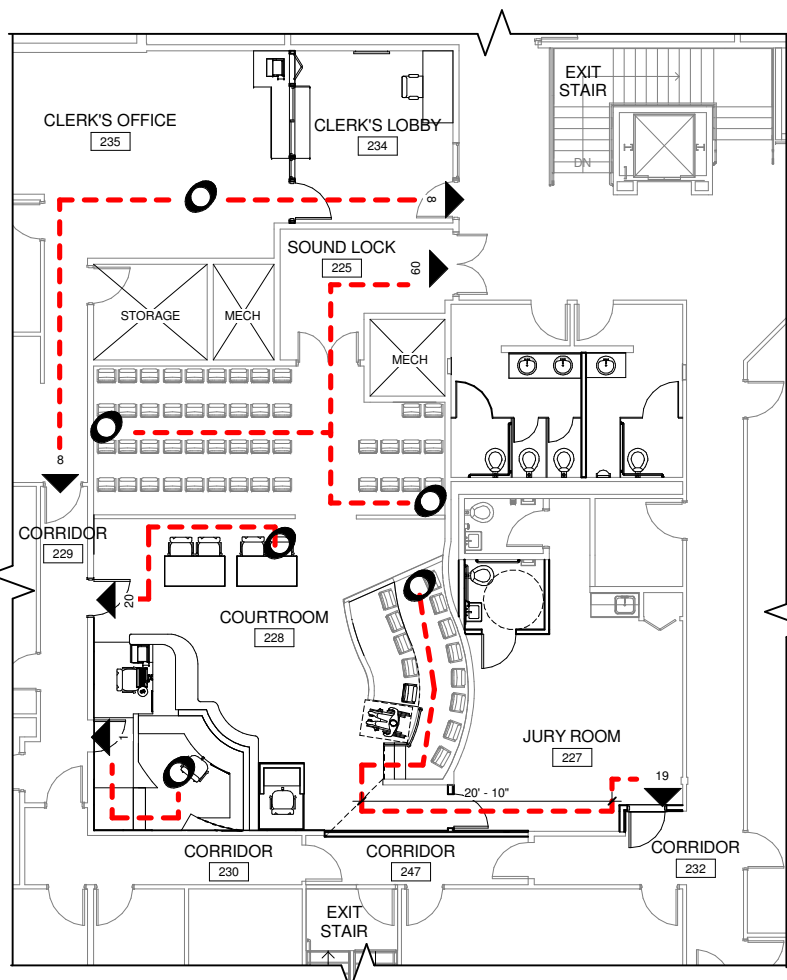 EXIT
STAIR
CLERK'S OFFICE
235
CLERK'S LOBBY
234
DN
8
SOUND LOCK
225
60
STORAGE
MECH
MECH
8
CORRIDOR
229
20
COURTROOM
228
JURY ROOM
227
19
20' - 10"
CORRIDOR
230
CORRIDOR
247
CORRIDOR
232
EXIT
STAIR